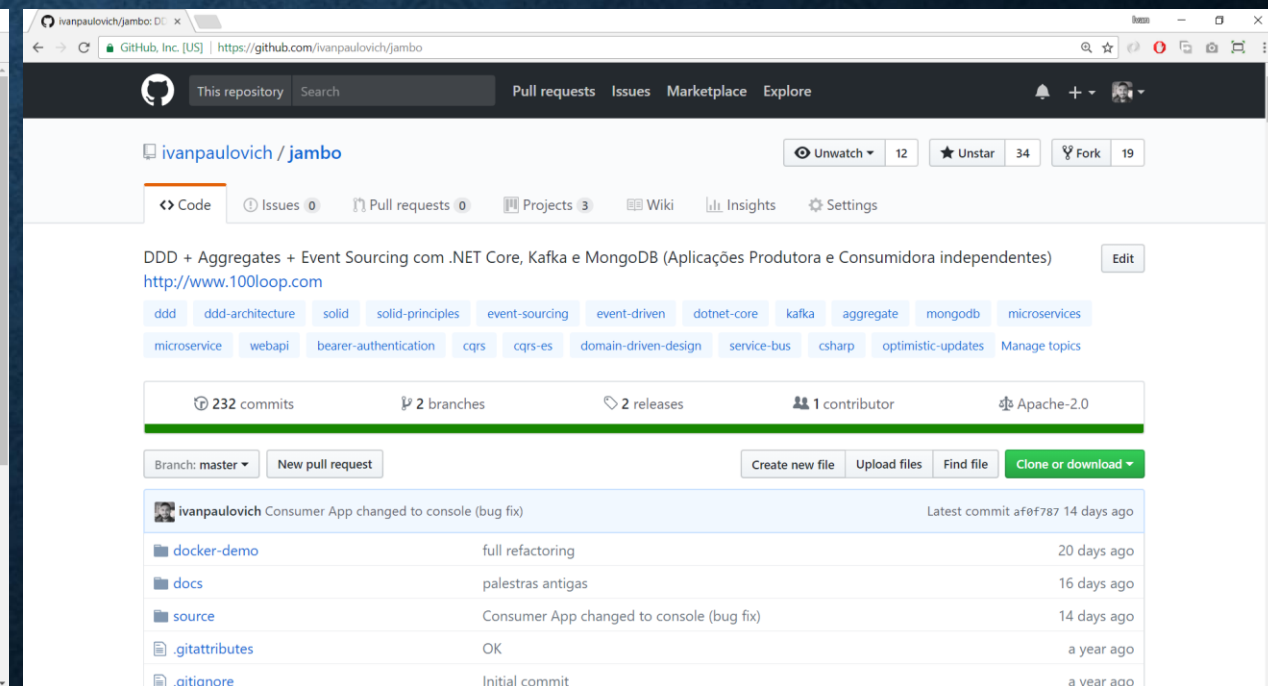 ivanpaulovich/jambo: DD
GitHub, Inc. [US] | https://github.com/ivanpaulovich/jambo
This repository Search Pull requests Issues Marketplace Explore
ivanpaulovich / jambo Unwatch 12 Unstar 34 Fork 19
Code Issues 0 Pull requests 0 Projects 3 Wiki Insights Settings
DDD + Aggregates + Event Sourcing com .NET Core, Kafka e MongoDB (Aplicações Produtora e Consumidora independentes) Edit
http://www.100loop.com
ddd ddd-architecture solid solid-principles event-sourcing event-driven dotnet-core kafka aggregate mongodb microservices
microservice webapi bearer-authentication cqrs cqrs-es domain-driven-design service-bus csharp optimistic-updates Manage topics
232 commits 2 branches 2 releases 1 contributor Apache-2.0
Branch: master New pull request Create new file Upload files Find file Clone or download
ivanpaulovich Consumer App changed to console (bug fix) Latest commit af0f787 14 days ago
docker-demo full refactoring 20 days ago
docs palestras antigas 16 days ago
source Consumer App changed to console (bug fix) 14 days ago
.gitattributes OK a year ago
.gitignore Initial commit a year ago